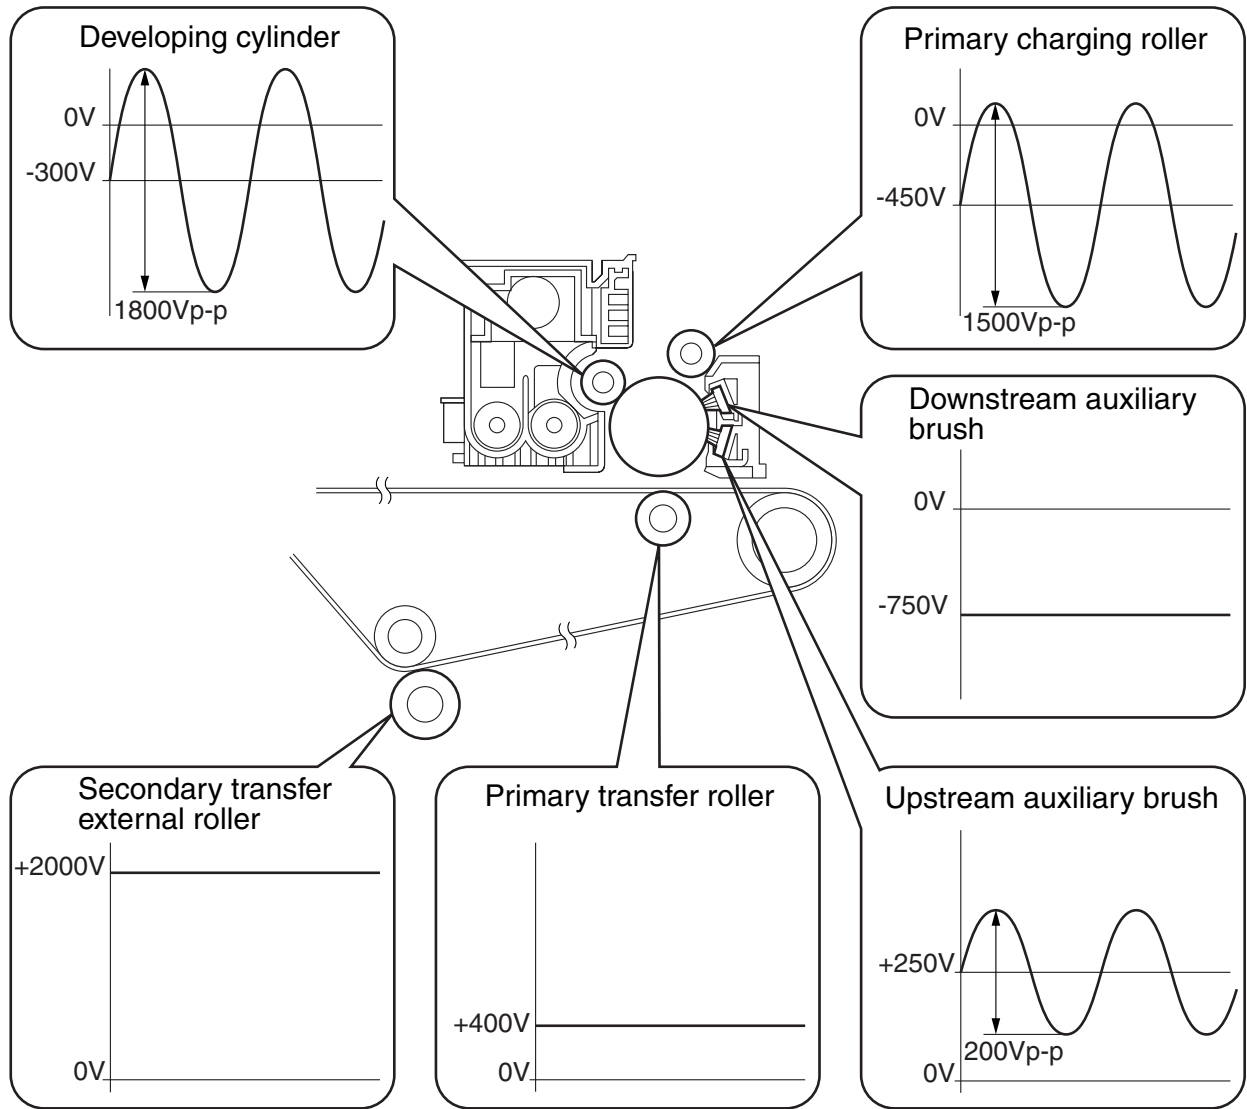 Developing cylinder
0V
-300V
1800Vp-p
Primary charging roller
0V
-450V
1500Vp-p
Downstream auxiliary
brush
0V
-750V
Secondary transfer
external roller
+2000V
0V
Primary transfer roller
+400V
0V
Upstream auxiliary brush
+250V
200Vp-p
0V